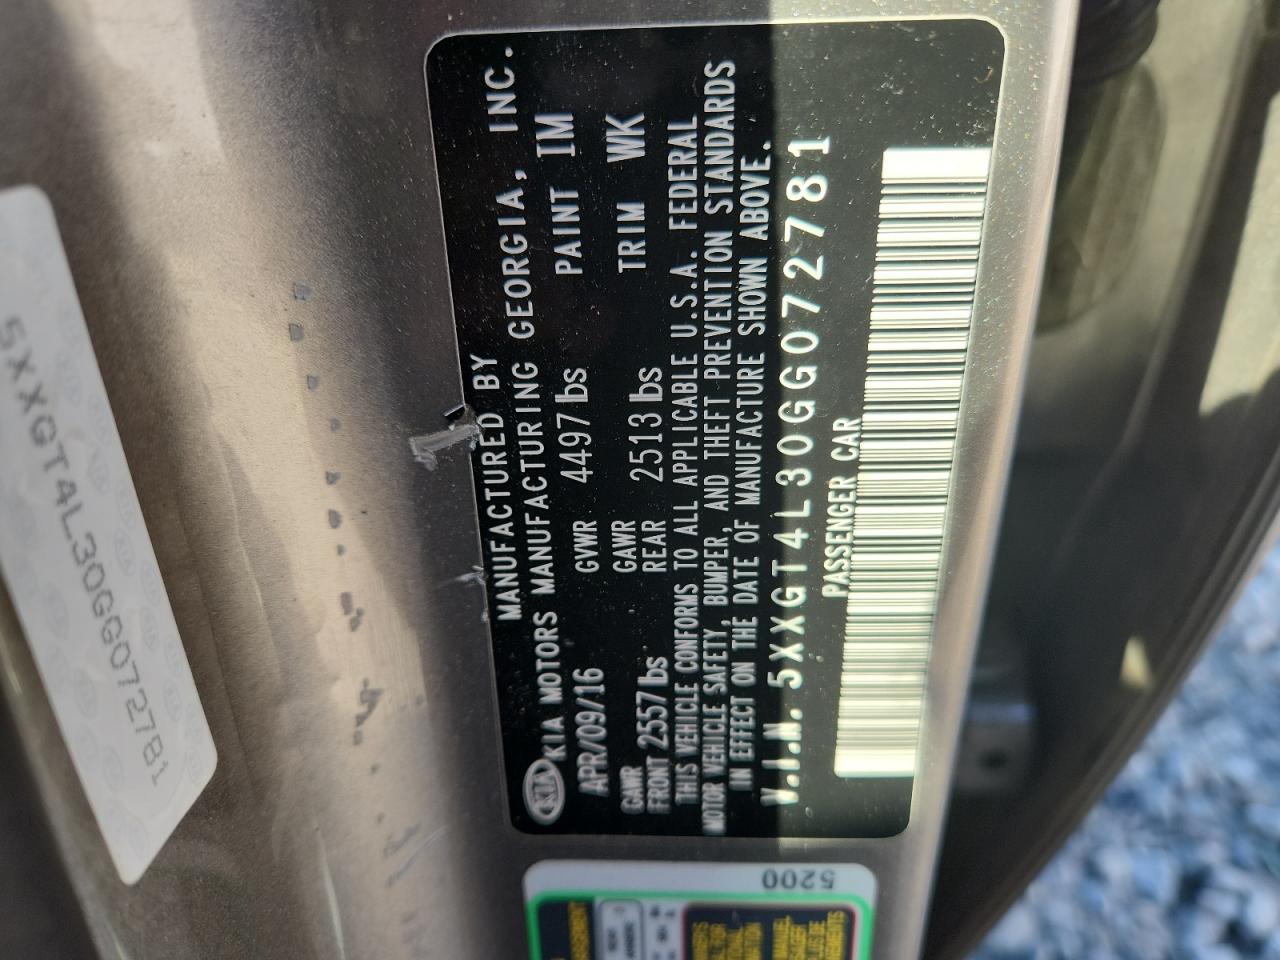 MANUFACTURED BY
KIA KIA MOTORS MANUFACTURING GEORGIA, INC.
APR/09/16 GVWR 4497 lbs PAINT IM
GAWR FRONT 2557 lbs GAWR REAR 2513 lbs TRIM WK
THIS VEHICLE CONFORMS TO ALL APPLICABLE U.S.A. FEDERAL
MOTOR VEHICLE SAFETY, BUMPER, AND THEFT PREVENTION STANDARDS
IN EFFECT ON THE DATE OF MANUFACTURE SHOWN ABOVE.
V.I.N. 5XXGT4L30GG072781
PASSENGER CAR
5XXGT4L30GG072781
5200